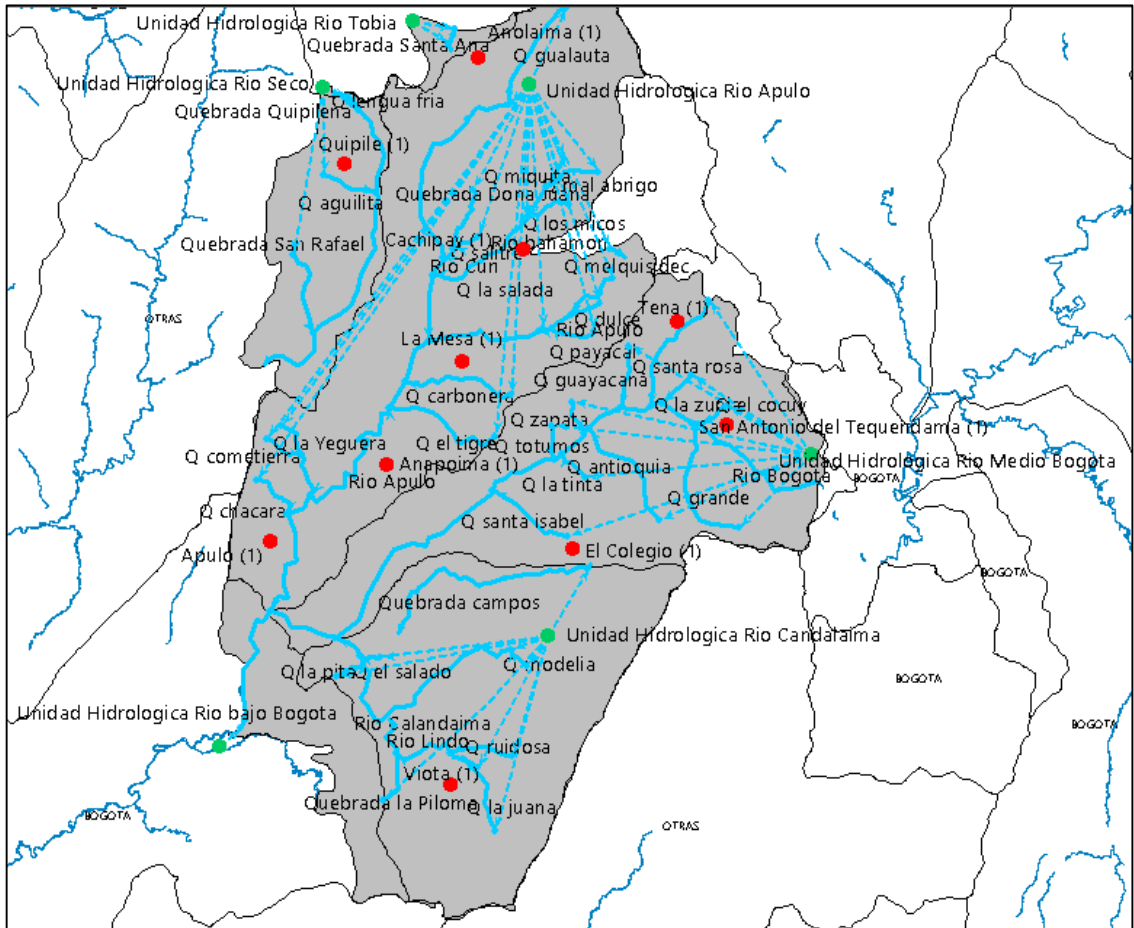 Unidad Hidrologica Rio Tobia
Anolaima (1)
Quebrada Santa Ana
Q gualauta
Unidad Hidrologica Rio Seco
Unidad Hidrologica Rio Apulo
Q lengua fria
Quebrada Quipilena
Quipile (1)
Q miquita
Q mal abrigo
Quebrada Dona Juana
Q aguilita
Q los micos
Quebrada San Rafael
Cachipay (1)
Rio bahamon
Q salitre
Rio Curi
Q melquisidec
Q la salada
Tena (1)
OTRAS
Q dulce
Rio Apulo
La Mesa (1)
Q payacal
Q santa rosa
Q guayacana
Q carbonera
Q la zuria
Q el cocuy
Q zapata
San Antonio del Tequendama (1)
Q la Yeguera
Q el tigre
Q totumos
Q cometierra
Anapoima (1)
Q antioquia
Unidad Hidrologica Rio Medio Bogota
Rio Apulo
Q la tinta
Rio Bogota
BOGOTA
Q chacara
Q grande
Q santa isabel
Apulo (1)
El Colegio (1)
BOGOTA
Quebrada campos
Unidad Hidrologica Rio Candalaima
Q la pita
Q el salado
Q modelia
BOGOTA
Unidad Hidrologica Rio bajo Bogota
Rio Calandaima
BOGOTA
Rio Lindo
Q ruidosa
Viota (1)
Quebrada la Piloma
Q la juana
BOGOTA
OTRAS